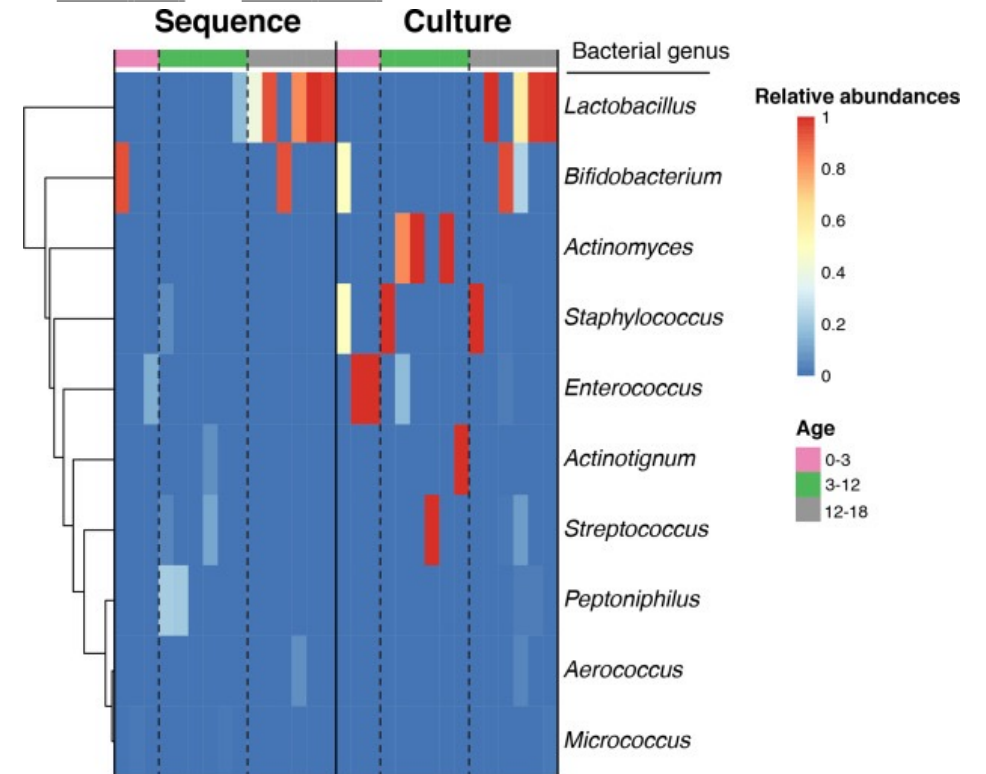 Sequence Culture
Bacterial genus
Lactobacillus
Bifidobacterium
Actinomyces
Staphylococcus
Enterococcus
Actinotignum
Streptococcus
Peptoniphilus
Aerococcus
Micrococcus
Relative abundances
1
0.8
0.6
0.4
0.2
0
Age
0-3
3-12
12-18